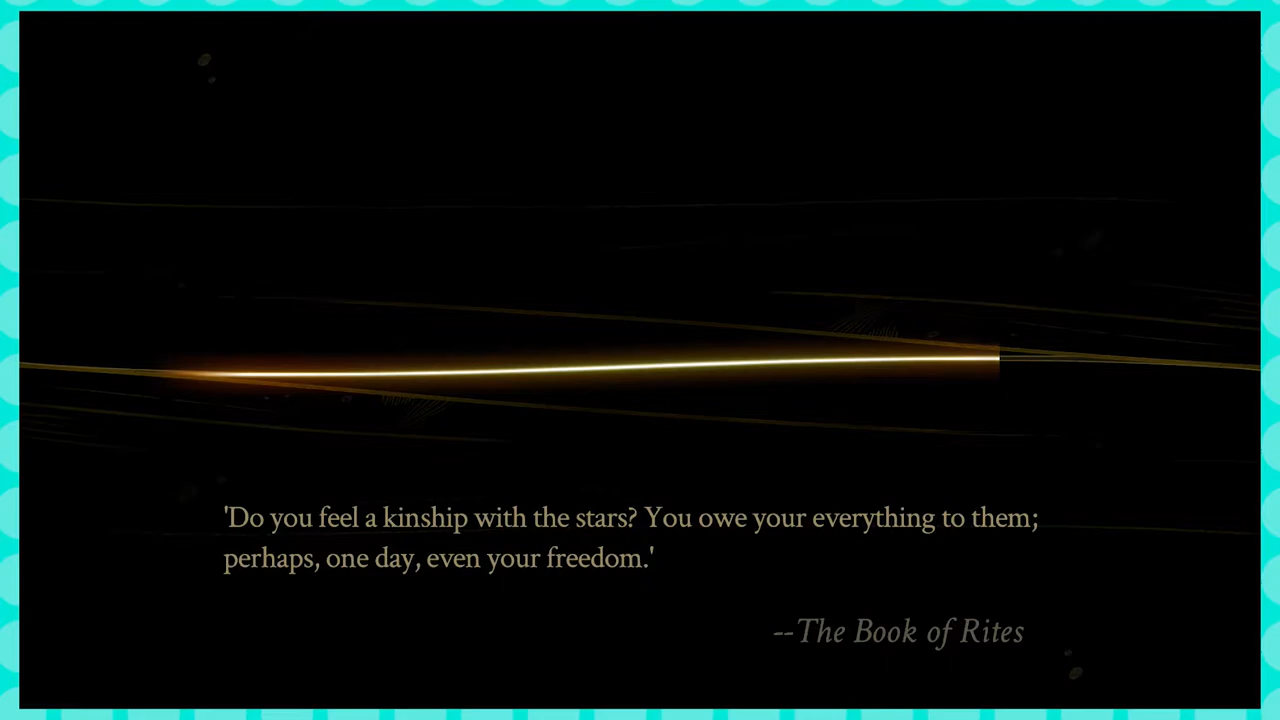 'Do you feel a kinship with the stars? You owe your everything to them;
perhaps, one day, even your freedom.'
--The Book of Rites